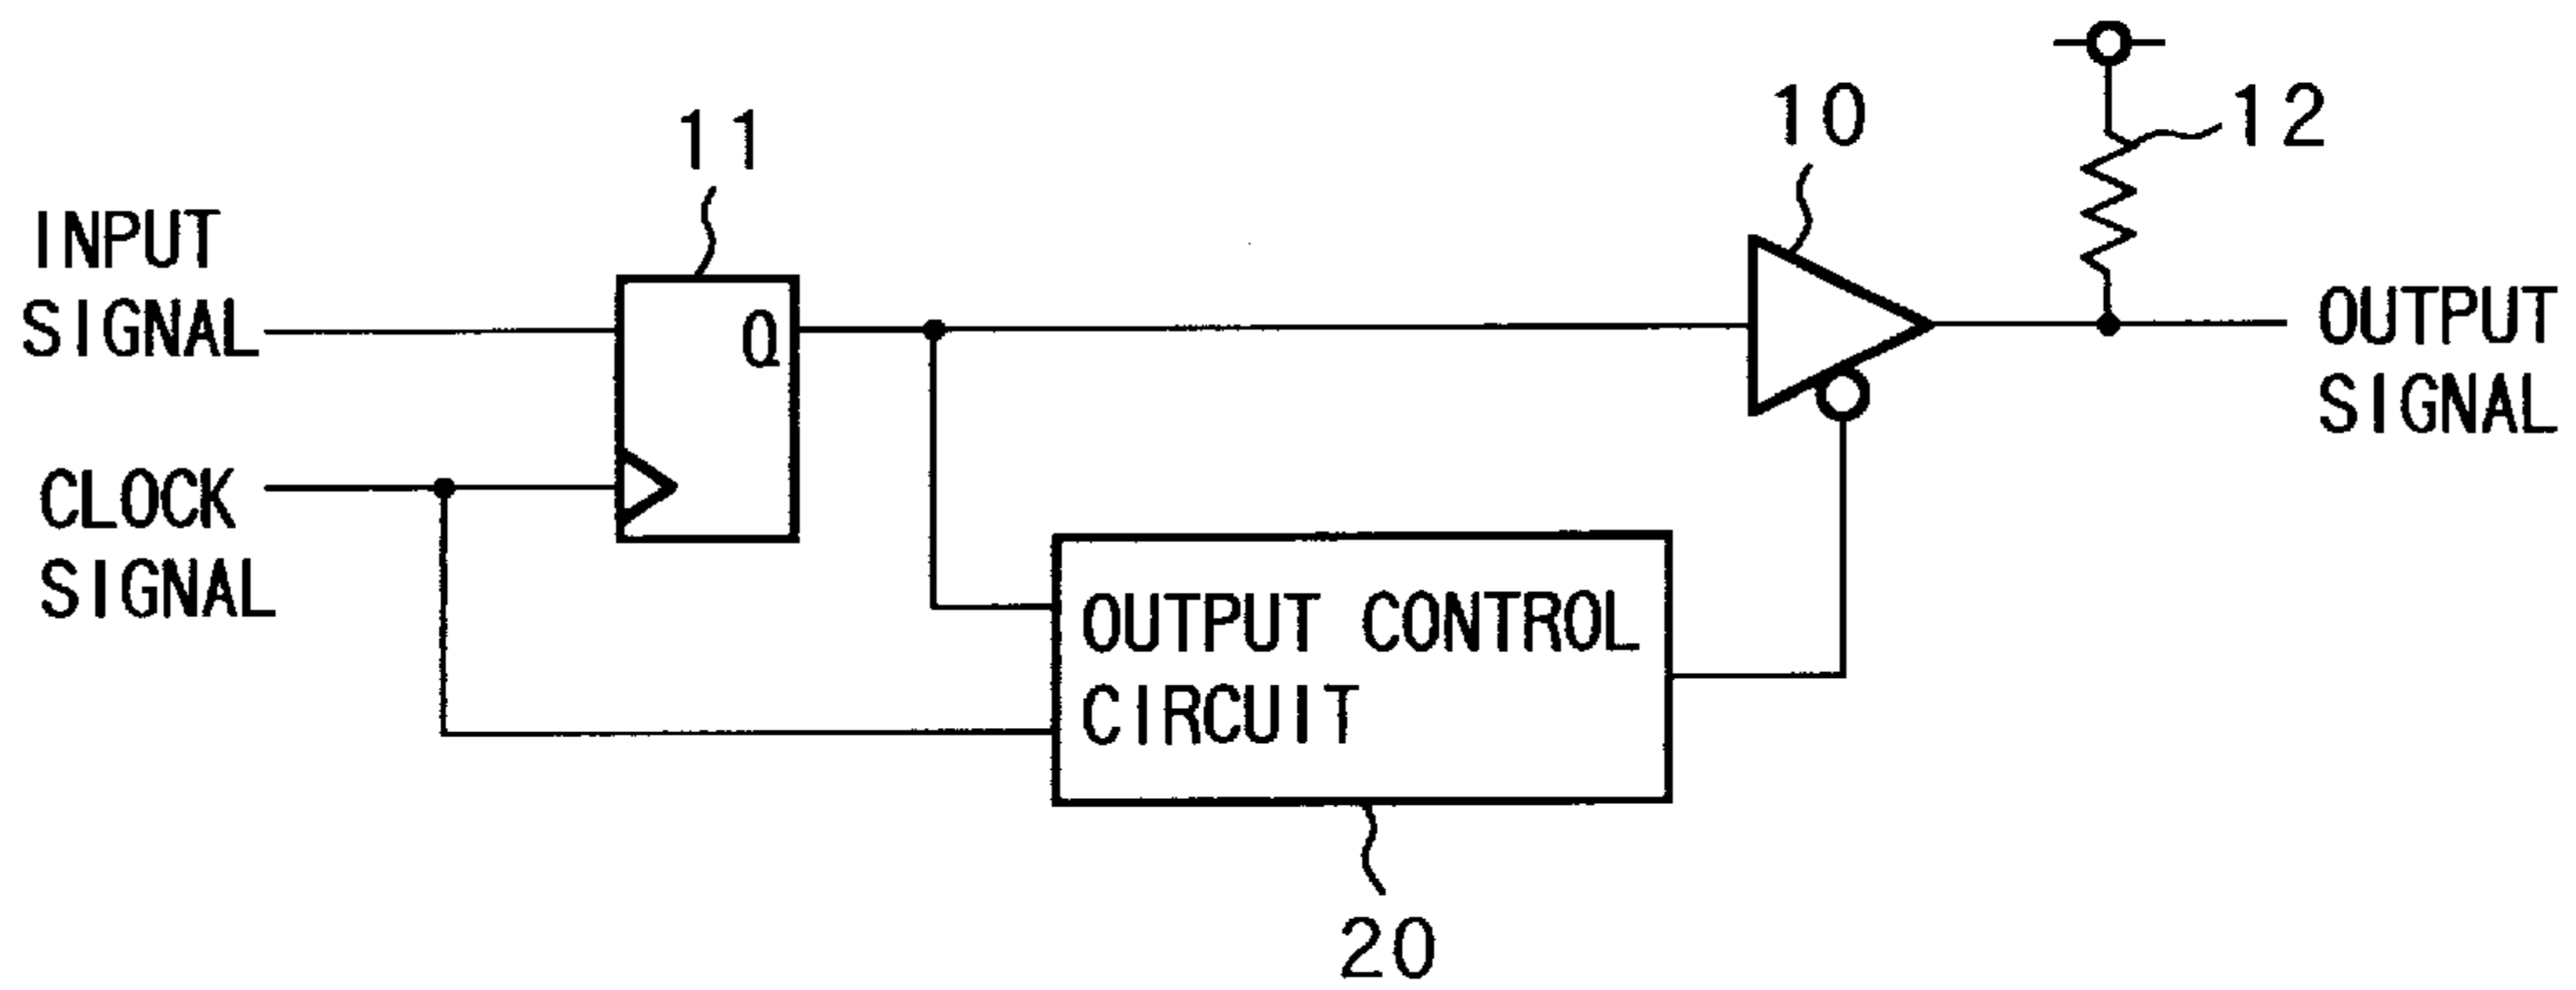 11
10
12
INPUT
SIGNAL
Q
OUTPUT
SIGNAL
CLOCK
SIGNAL
OUTPUT CONTROL
CIRCUIT
20